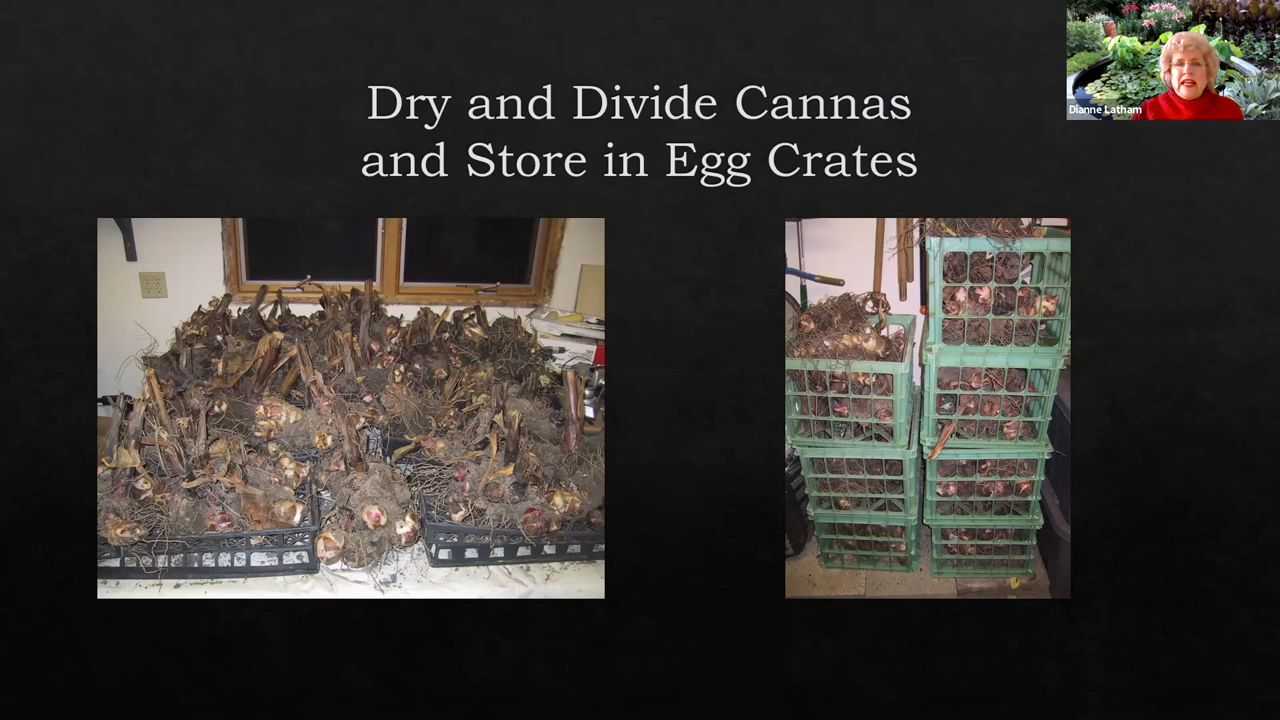 Dry and Divide Cannas
and Store in Egg Crates
Dianne Latham